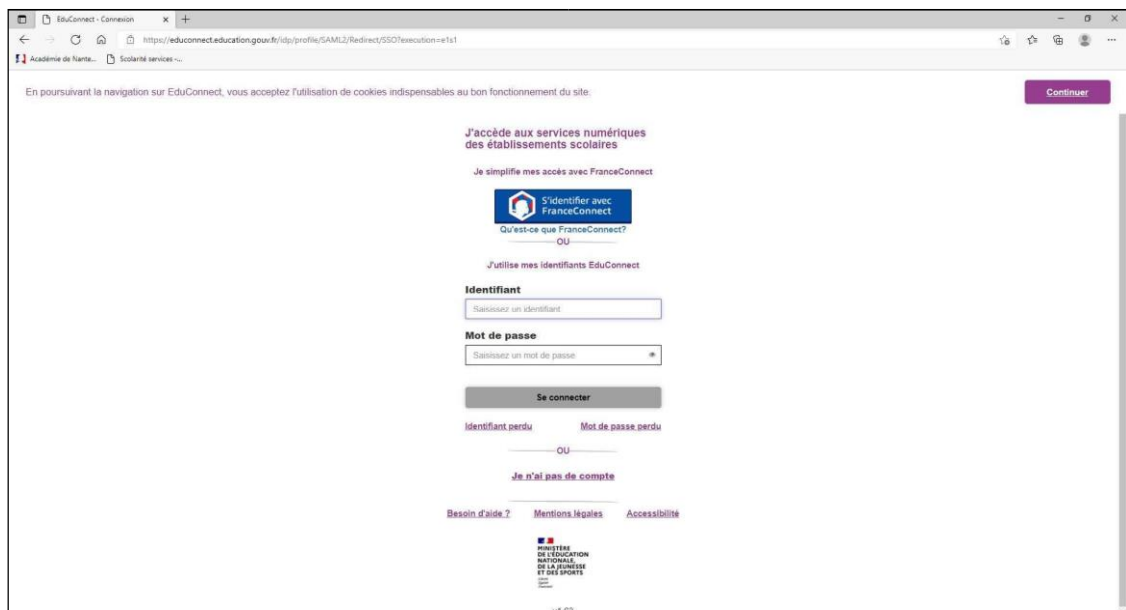 EduConnect - Connexion
https://educonnect.education.gouv.fr/idp/profile/SAML2/Redirect/SSO?execution=e1s1
Académie de Nante... Scolarité services -...
En poursuivant la navigation sur EduConnect, vous acceptez l'utilisation de cookies indispensables au bon fonctionnement du site. Continuer
J'accède aux services numériques
des établissements scolaires
Je simplifie mes accès avec FranceConnect
S'identifier avec
FranceConnect
Qu'est-ce que FranceConnect?
OU
J'utilise mes identifiants EduConnect
Identifiant
Saisissez un identifiant
Mot de passe
Saisissez un mot de passe
Se connecter
Identifiant perdu Mot de passe perdu
OU
Je n'ai pas de compte
Besoin d'aide ? Mentions légales Accessibilité
MINISTÈRE
DE L'ÉDUCATION
NATIONALE,
DE LA JEUNESSE
ET DES SPORTS